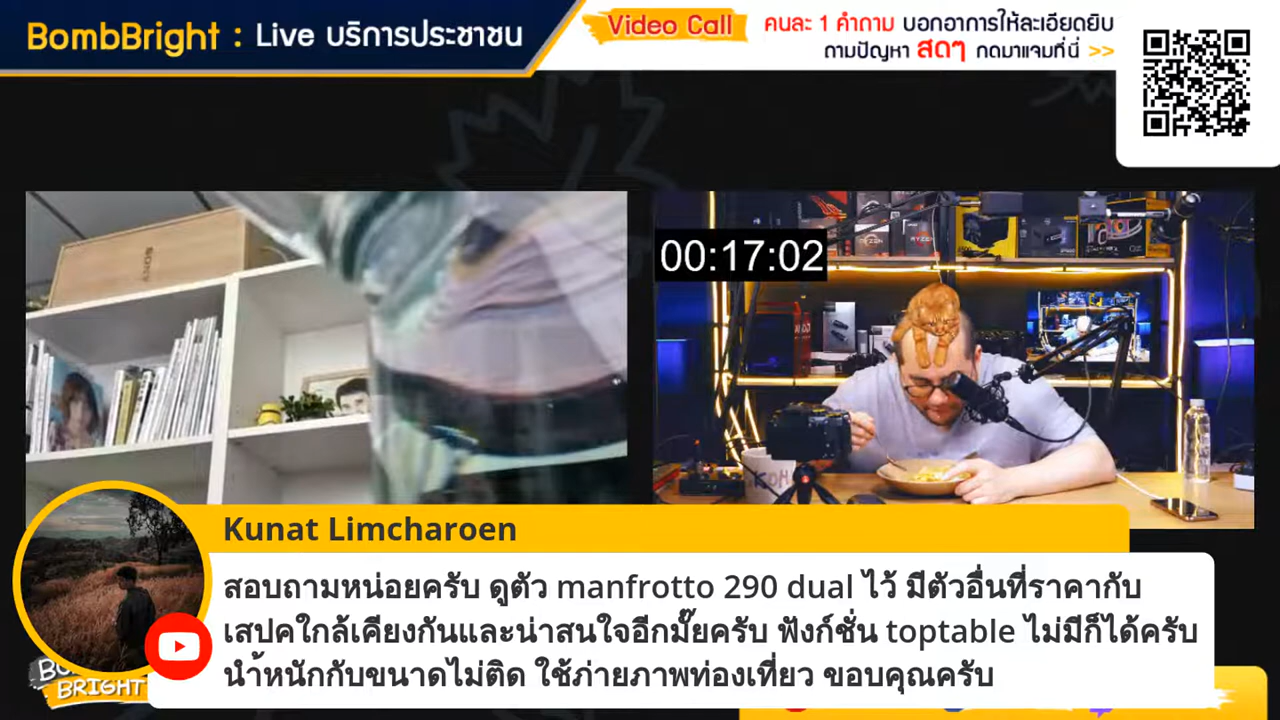 BombBright : Live บริการประชาชน
Video Call คนละ 1 คำถาม บอกอาการให้ละเอียดยิบ
ถามปัญหา สดๆ กดมาแจมที่นี่ >>
SONY
00:17:02
RYZEN
RYZEN
Kunat Limcharoen
สอบถามหน่อยครับ ดูตัว manfrotto 290 dual ไว้ มีตัวอื่นที่ราคากับ
เสปคใกล้เคียงกันและน่าสนใจอีกมั๊ยครับ ฟังก์ชั่น toptable ไม่มีก็ได้ครับ
นำ้หนักกับขนาดไม่ติด ใช้ภ่ายภาพท่องเที่ยว ขอบคุณครับ
BRIGHT